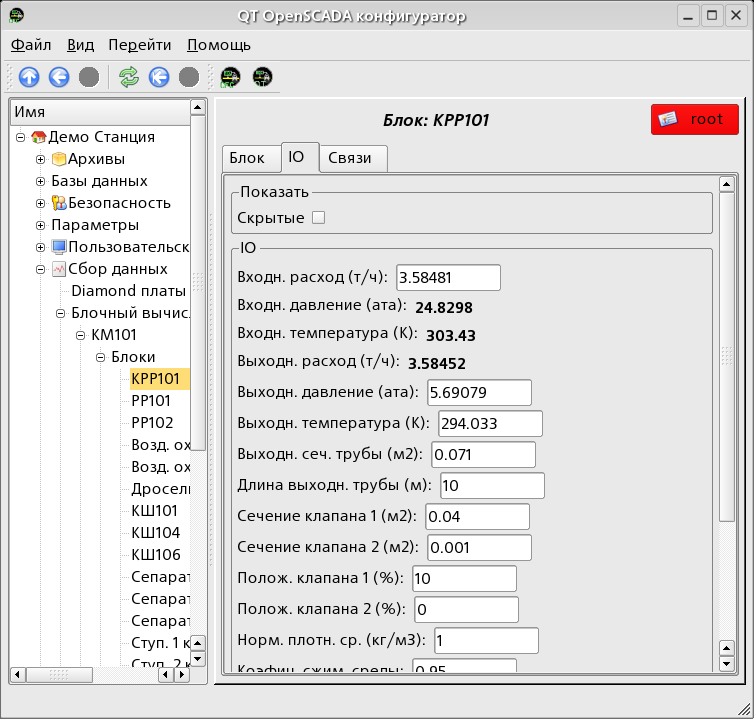 QT OpenSCADA конфигуратор
Файл Вид Перейти Помощь
Имя
Демо Станция
Архивы
Базы данных
Безопасность
Параметры
Пользовательск
Сбор данных
Diamond платы
Блочный вычис
КМ101
Блоки
КРР101
РР101
РР102
Возд. ох
Возд. ох
Дроселі
КШ101
КШ104
КШ106
Сепарат
Сепарат
Сепарат
Ступ. 1 к
Ступ. 2 к
Блок: КРР101
root
Блок IO Связи
Показать
Скрытые
IO
Входн. расход (т/ч): 3.58481
Входн. давление (ата): 24.8298
Входн. температура (К): 303.43
Выходн. расход (т/ч): 3.58452
Выходн. давление (ата): 5.69079
Выходн. температура (К): 294.033
Выходн. сеч. трубы (м2): 0.071
Длина выходн. трубы (м): 10
Сечение клапана 1 (м2): 0.04
Сечение клапана 2 (м2): 0.001
Полож. клапана 1 (%): 10
Полож. клапана 2 (%): 0
Норм. плотн. ср. (кг/м3): 1
Коэфиц. сжим. среды: 0.95